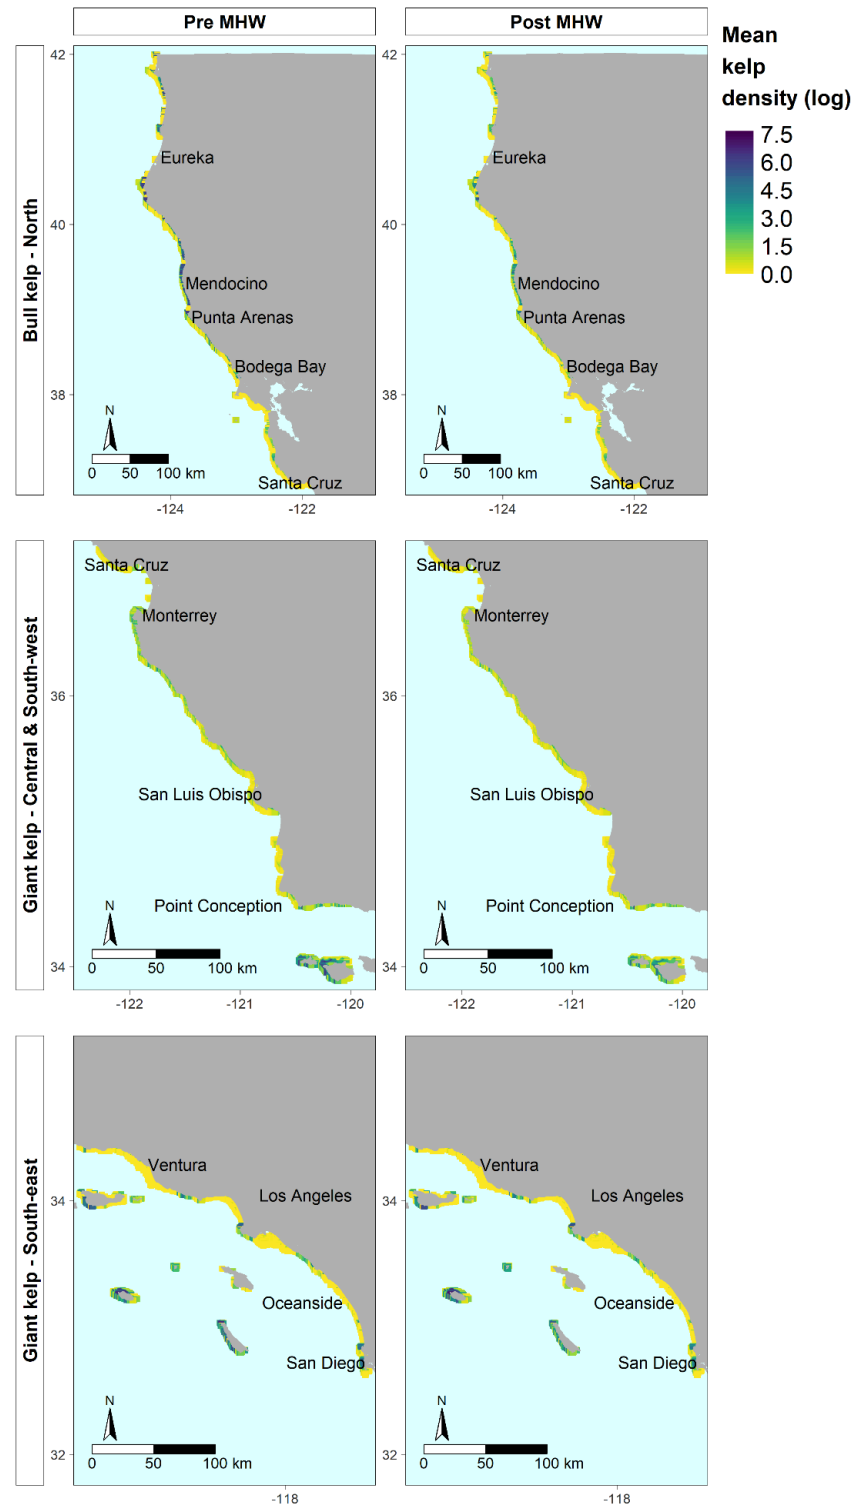 Pre MHW
Post MHW
Mean
kelp
density (log)
7.5
6.0
4.5
3.0
1.5
0.0
Bull kelp - North
42
40
38
Eureka
Mendocino
Punta Arenas
Bodega Bay
Santa Cruz
N
0 50 100 km
-124 -122
42
40
38
Eureka
Mendocino
Punta Arenas
Bodega Bay
Santa Cruz
N
0 50 100 km
-124 -122
Giant kelp - Central & South-west
36
34
Santa Cruz
Monterrey
San Luis Obispo
Point Conception
N
0 50 100 km
-122 -121 -120
36
34
Santa Cruz
Monterrey
San Luis Obispo
Point Conception
N
0 50 100 km
-122 -121 -120
Giant kelp - South-east
34
32
Ventura
Los Angeles
Oceanside
San Diego
N
0 50 100 km
-118
34
32
Ventura
Los Angeles
Oceanside
San Diego
N
0 50 100 km
-118